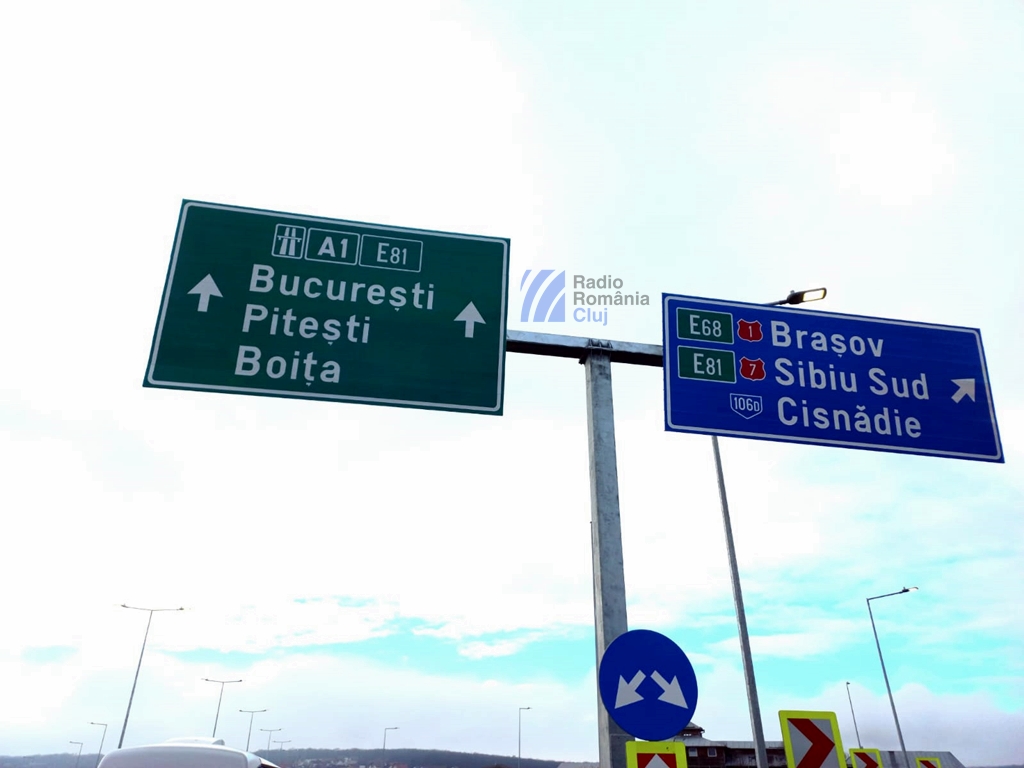 A1 E81
București
Pitești
Boița
Radio
România
Cluj
E68 1 Brașov
E81 7 Sibiu Sud
106D Cisnădie